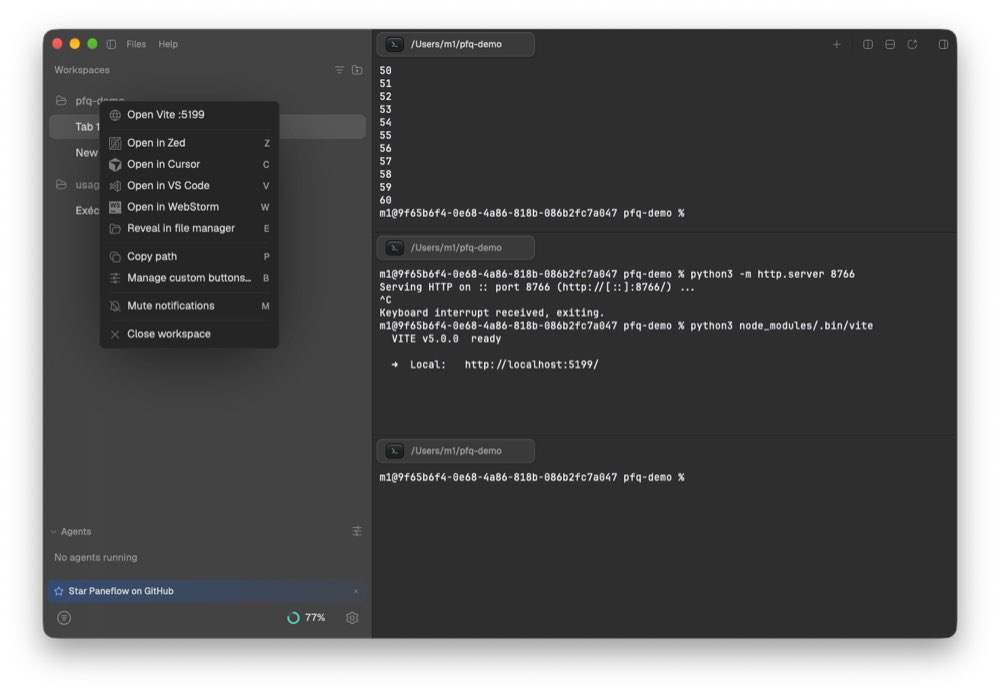 Files Help
Workspaces
pfq-demo
Tab 1
New
usag
Exéc
Open Vite :5199
Open in Zed Z
Open in Cursor C
Open in VS Code V
Open in WebStorm W
Reveal in file manager E
Copy path P
Manage custom buttons... B
Mute notifications M
Close workspace
Agents
No agents running
Star Paneflow on GitHub ×
77%
/Users/m1/pfq-demo
50
51
52
53
54
55
56
57
58
59
60
m1@9f65b6f4-0e68-4a86-818b-086b2fc7a047 pfq-demo %
/Users/m1/pfq-demo
m1@9f65b6f4-0e68-4a86-818b-086b2fc7a047 pfq-demo % python3 -m http.server 8766
Serving HTTP on :: port 8766 (http://[::]:8766/) ...
^C
Keyboard interrupt received, exiting.
m1@9f65b6f4-0e68-4a86-818b-086b2fc7a047 pfq-demo % python3 node_modules/.bin/vite
VITE v5.0.0 ready
➜ Local: http://localhost:5199/
/Users/m1/pfq-demo
m1@9f65b6f4-0e68-4a86-818b-086b2fc7a047 pfq-demo %